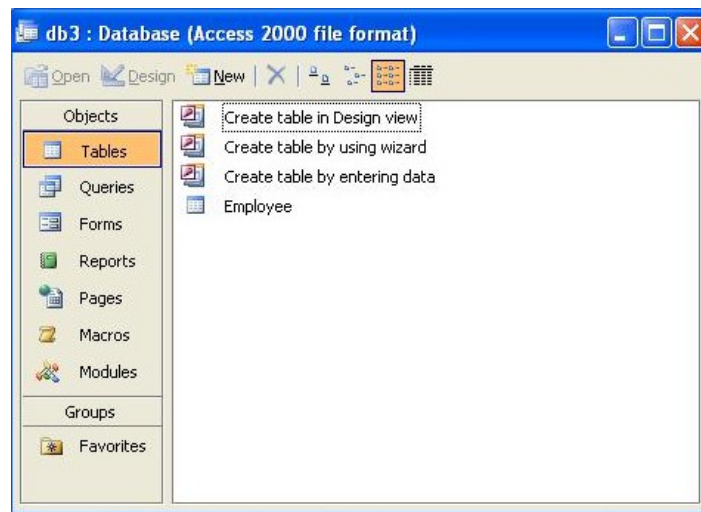 db3 : Database (Access 2000 file format)
Open Design New
Objects
Tables
Queries
Forms
Reports
Pages
Macros
Modules
Groups
Favorites
Create table in Design view
Create table by using wizard
Create table by entering data
Employee